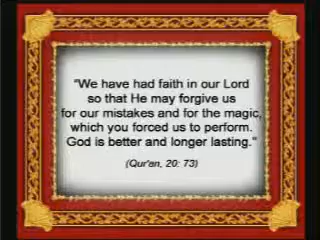 "We have had faith in our Lord
so that He may forgive us
for our mistakes and for the magic,
which you forced us to perform.
God is better and longer lasting."
(Qur'an, 20: 73)